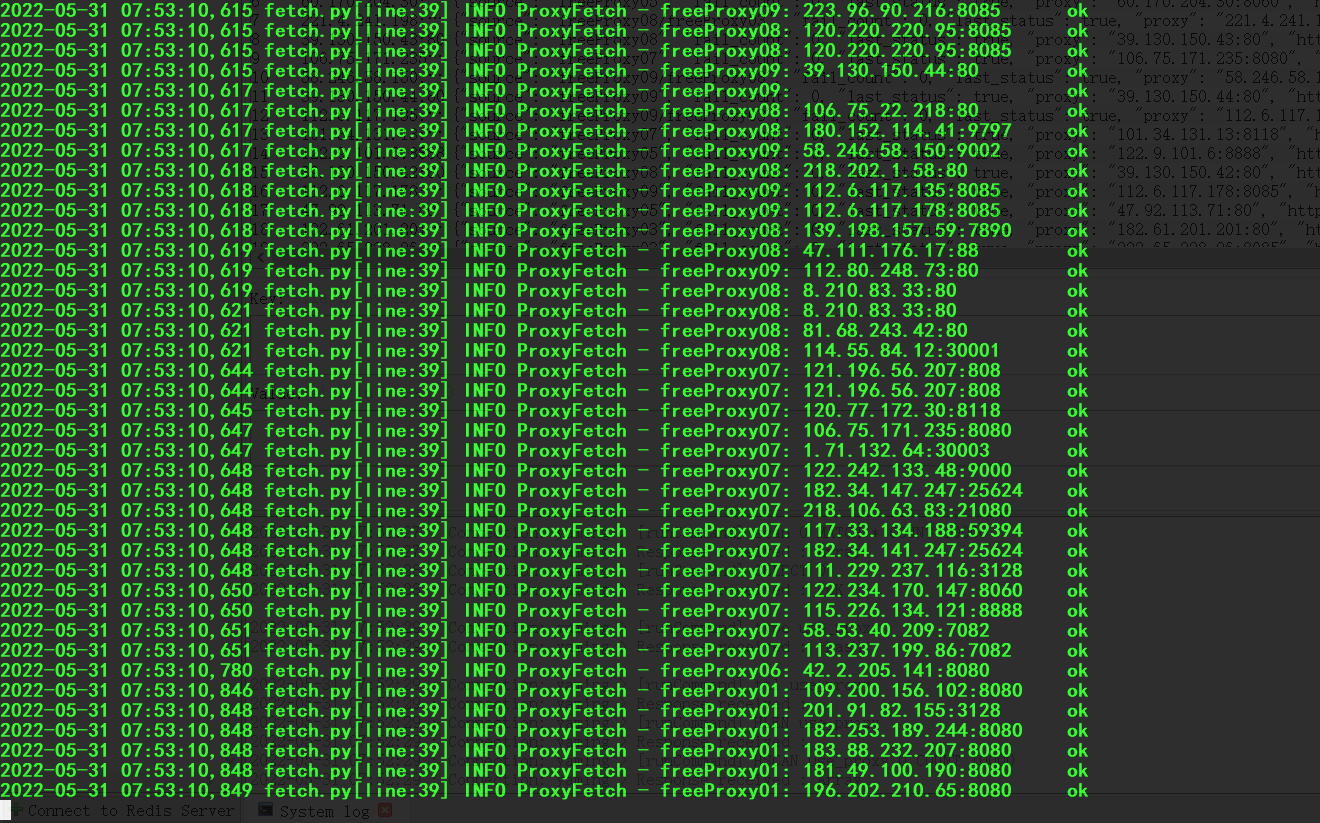 2022-05-31 07:53:10,615 fetch.py[line:39] INFO ProxyFetch - freeProxy09: 223.96.90.216:8085 ok
2022-05-31 07:53:10,615 fetch.py[line:39] INFO ProxyFetch - freeProxy08: 120.220.220.95:8085 ok
2022-05-31 07:53:10,615 fetch.py[line:39] INFO ProxyFetch - freeProxy08: 120.220.220.95:8085 ok
2022-05-31 07:53:10,615 fetch.py[line:39] INFO ProxyFetch - freeProxy09: 39.130.150.44:80 ok
2022-05-31 07:53:10,617 fetch.py[line:39] INFO ProxyFetch - freeProxy09: ok
2022-05-31 07:53:10,617 fetch.py[line:39] INFO ProxyFetch - freeProxy08: 106.75.22.218:80 ok
2022-05-31 07:53:10,617 fetch.py[line:39] INFO ProxyFetch - freeProxy08: 180.152.114.41:9797 ok
2022-05-31 07:53:10,617 fetch.py[line:39] INFO ProxyFetch - freeProxy09: 58.246.58.150:9002 ok
2022-05-31 07:53:10,618 fetch.py[line:39] INFO ProxyFetch - freeProxy08: 218.202.1.58:80 ok
2022-05-31 07:53:10,618 fetch.py[line:39] INFO ProxyFetch - freeProxy09: 112.6.117.135:8085 ok
2022-05-31 07:53:10,618 fetch.py[line:39] INFO ProxyFetch - freeProxy09: 112.6.117.178:8085 ok
2022-05-31 07:53:10,618 fetch.py[line:39] INFO ProxyFetch - freeProxy08: 139.198.157.59:7890 ok
2022-05-31 07:53:10,619 fetch.py[line:39] INFO ProxyFetch - freeProxy08: 47.111.176.17:88 ok
2022-05-31 07:53:10,619 fetch.py[line:39] INFO ProxyFetch - freeProxy09: 112.80.248.73:80 ok
2022-05-31 07:53:10,619 fetch.py[line:39] INFO ProxyFetch - freeProxy08: 8.210.83.33:80 ok
2022-05-31 07:53:10,621 fetch.py[line:39] INFO ProxyFetch - freeProxy08: 8.210.83.33:80 ok
2022-05-31 07:53:10,621 fetch.py[line:39] INFO ProxyFetch - freeProxy08: 81.68.243.42:80 ok
2022-05-31 07:53:10,621 fetch.py[line:39] INFO ProxyFetch - freeProxy08: 114.55.84.12:30001 ok
2022-05-31 07:53:10,644 fetch.py[line:39] INFO ProxyFetch - freeProxy07: 121.196.56.207:808 ok
2022-05-31 07:53:10,644 fetch.py[line:39] INFO ProxyFetch - freeProxy07: 121.196.56.207:808 ok
2022-05-31 07:53:10,645 fetch.py[line:39] INFO ProxyFetch - freeProxy07: 120.77.172.30:8118 ok
2022-05-31 07:53:10,647 fetch.py[line:39] INFO ProxyFetch - freeProxy07: 106.75.171.235:8080 ok
2022-05-31 07:53:10,647 fetch.py[line:39] INFO ProxyFetch - freeProxy07: 1.71.132.64:30003 ok
2022-05-31 07:53:10,648 fetch.py[line:39] INFO ProxyFetch - freeProxy07: 122.242.133.48:9000 ok
2022-05-31 07:53:10,648 fetch.py[line:39] INFO ProxyFetch - freeProxy07: 182.34.147.247:25624 ok
2022-05-31 07:53:10,648 fetch.py[line:39] INFO ProxyFetch - freeProxy07: 218.106.63.83:21080 ok
2022-05-31 07:53:10,648 fetch.py[line:39] INFO ProxyFetch - freeProxy07: 117.33.134.188:59394 ok
2022-05-31 07:53:10,648 fetch.py[line:39] INFO ProxyFetch - freeProxy07: 182.34.141.247:25624 ok
2022-05-31 07:53:10,648 fetch.py[line:39] INFO ProxyFetch - freeProxy07: 111.229.237.116:3128 ok
2022-05-31 07:53:10,650 fetch.py[line:39] INFO ProxyFetch - freeProxy07: 122.234.170.147:8060 ok
2022-05-31 07:53:10,650 fetch.py[line:39] INFO ProxyFetch - freeProxy07: 115.226.134.121:8888 ok
2022-05-31 07:53:10,651 fetch.py[line:39] INFO ProxyFetch - freeProxy07: 58.53.40.209:7082 ok
2022-05-31 07:53:10,651 fetch.py[line:39] INFO ProxyFetch - freeProxy07: 113.237.199.86:7082 ok
2022-05-31 07:53:10,780 fetch.py[line:39] INFO ProxyFetch - freeProxy06: 42.2.205.141:8080 ok
2022-05-31 07:53:10,846 fetch.py[line:39] INFO ProxyFetch - freeProxy01: 109.200.156.102:8080 ok
2022-05-31 07:53:10,848 fetch.py[line:39] INFO ProxyFetch - freeProxy01: 201.91.82.155:3128 ok
2022-05-31 07:53:10,848 fetch.py[line:39] INFO ProxyFetch - freeProxy01: 182.253.189.244:8080 ok
2022-05-31 07:53:10,848 fetch.py[line:39] INFO ProxyFetch - freeProxy01: 183.88.232.207:8080 ok
2022-05-31 07:53:10,848 fetch.py[line:39] INFO ProxyFetch - freeProxy01: 181.49.100.190:8080 ok
2022-05-31 07:53:10,849 fetch.py[line:39] INFO ProxyFetch - freeProxy01: 196.202.210.65:8080 ok
Connect to Redis Server System log